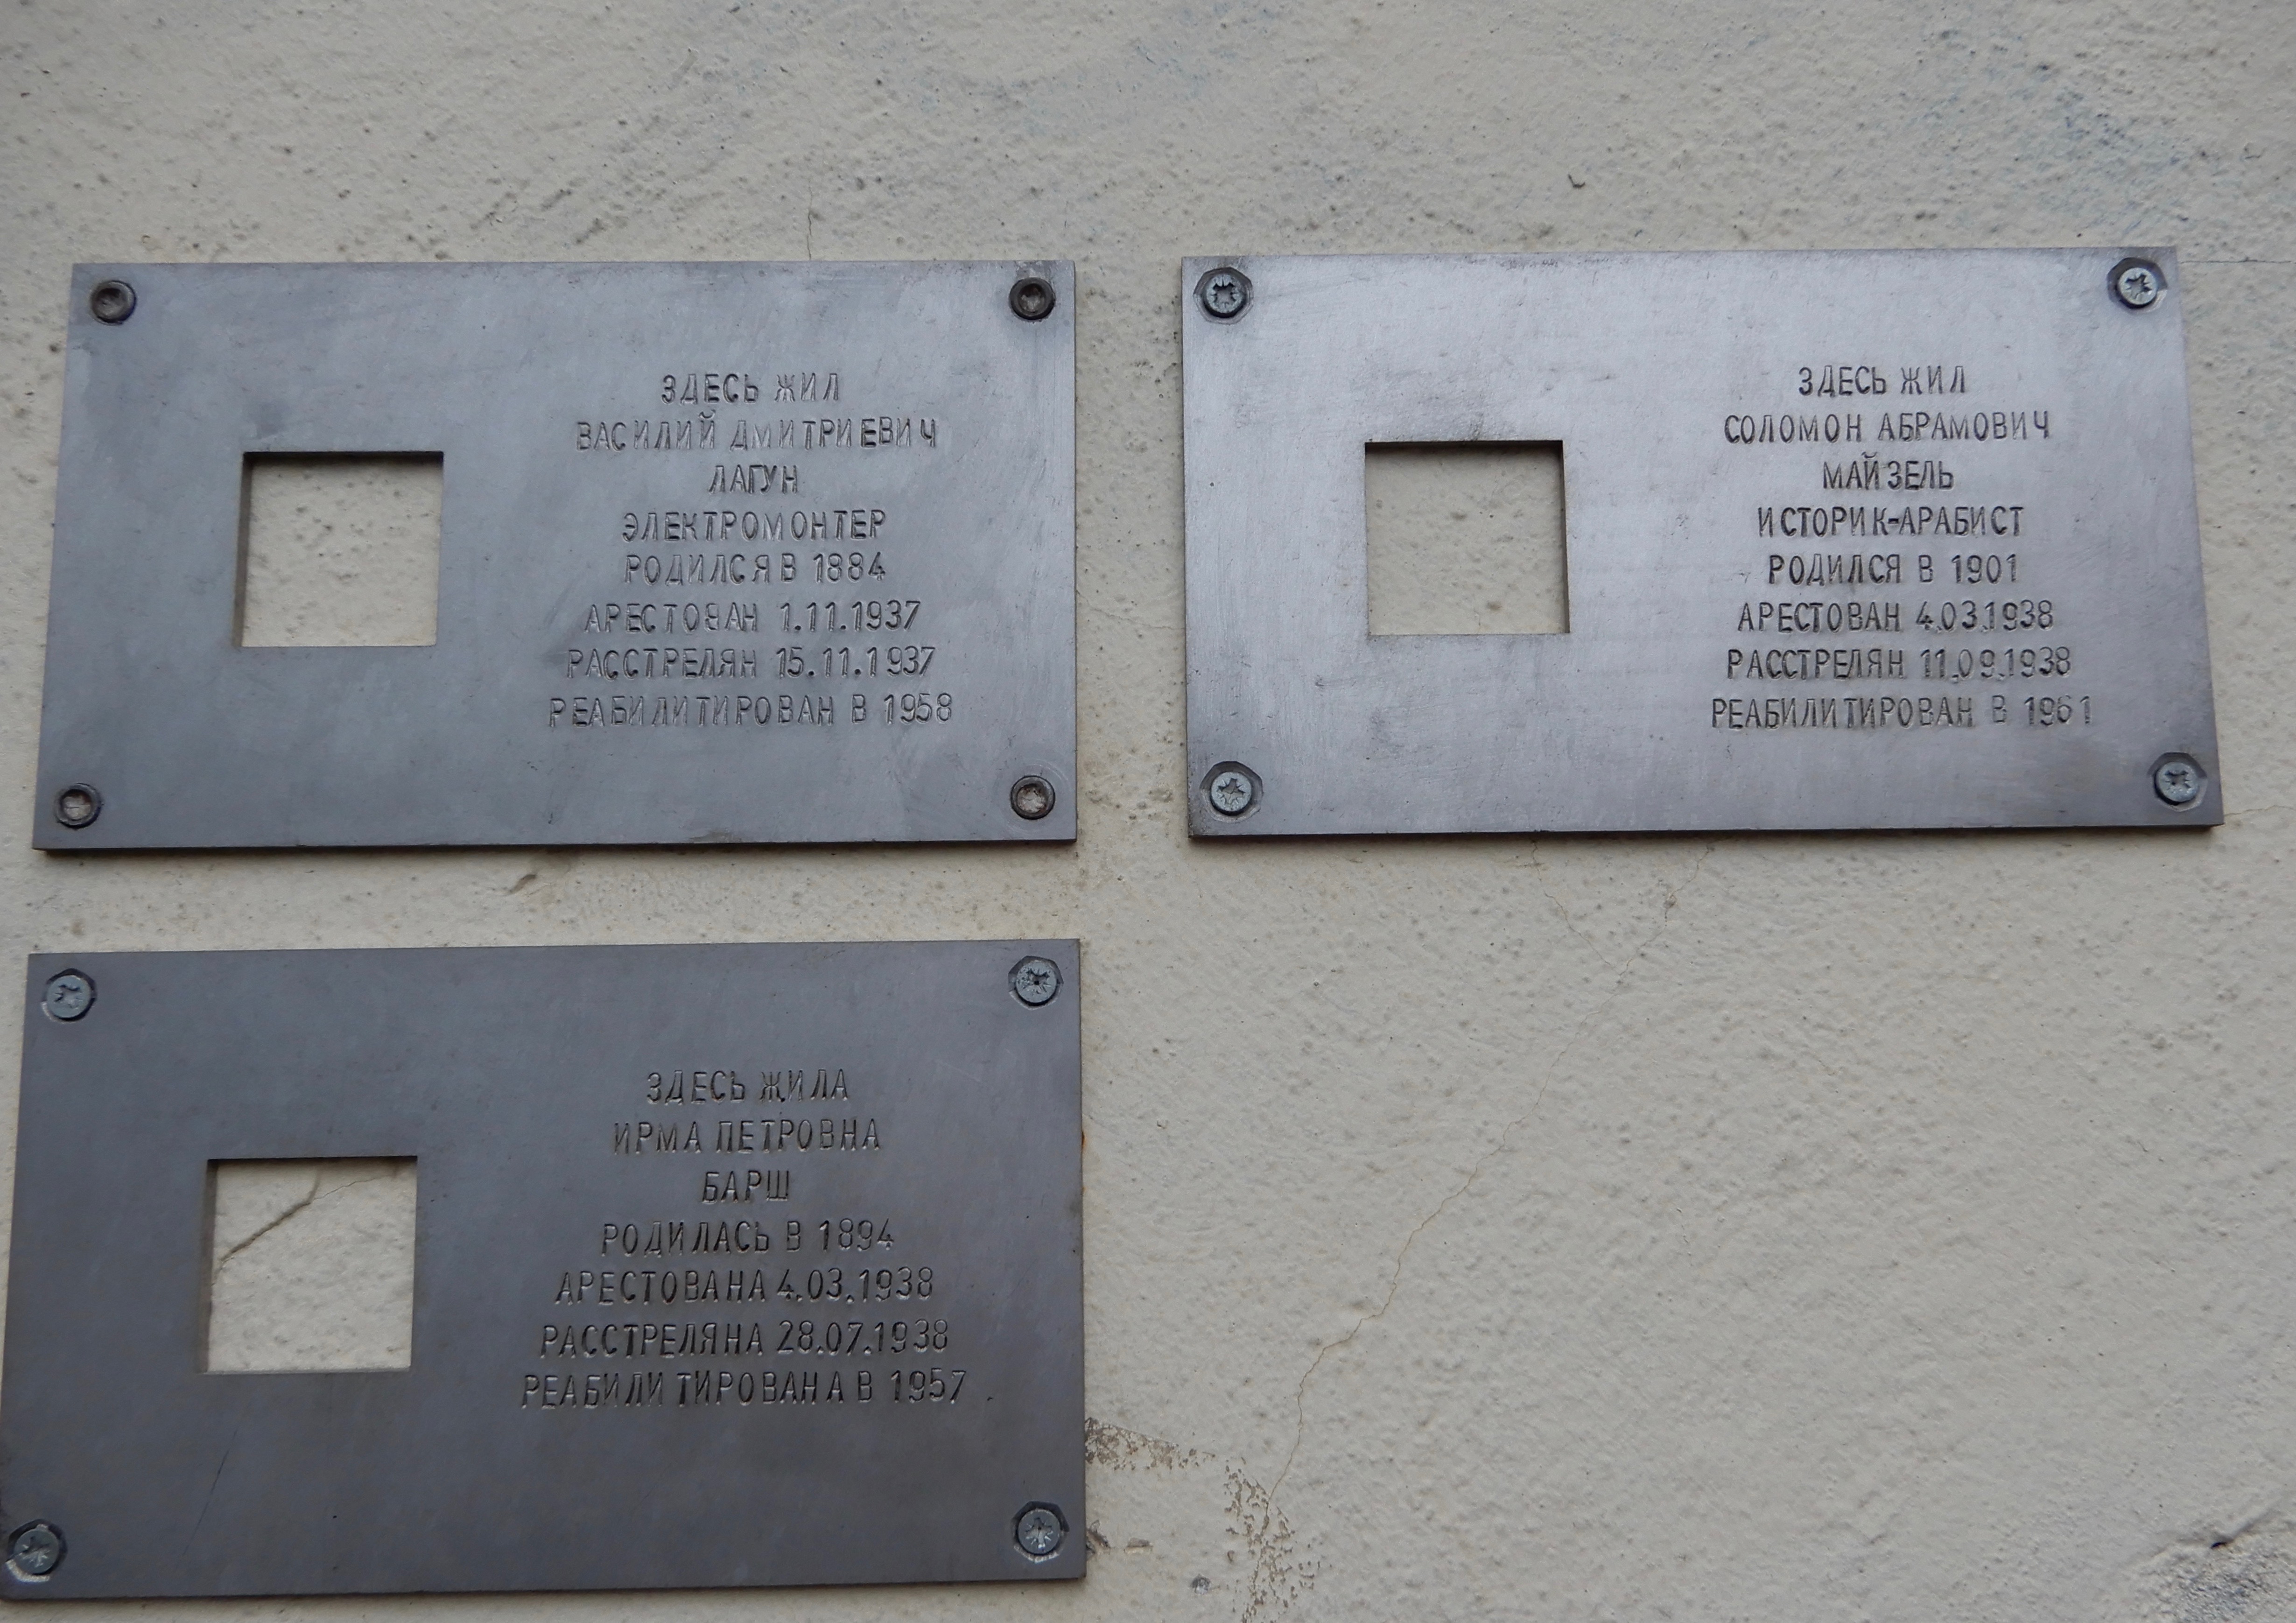 ЗДЕСЬ ЖИЛ
ВАСИЛИЙ ДМИТРИЕВИЧ
ЛАГУН
ЭЛЕКТРОМОНТЕР
РОДИЛСЯ В 1884
АРЕСТОВАН 1.11.1937
РАССТРЕЛЯН 15.11.1937
РЕАБИЛИТИРОВАН В 1958
ЗДЕСЬ ЖИЛ
СОЛОМОН АБРАМОВИЧ
МАЙЗЕЛЬ
ИСТОРИК-АРАБИСТ
РОДИЛСЯ В 1901
АРЕСТОВАН 4.03.1938
РАССТРЕЛЯН 11.09.1938
РЕАБИЛИТИРОВАН В 1961
ЗДЕСЬ ЖИЛА
ИРМА ПЕТРОВНА
БАРШ
РОДИЛАСЬ В 1894
АРЕСТОВАНА 4.03.1938
РАССТРЕЛЯНА 28.07.1938
РЕАБИЛИТИРОВАНА В 1957